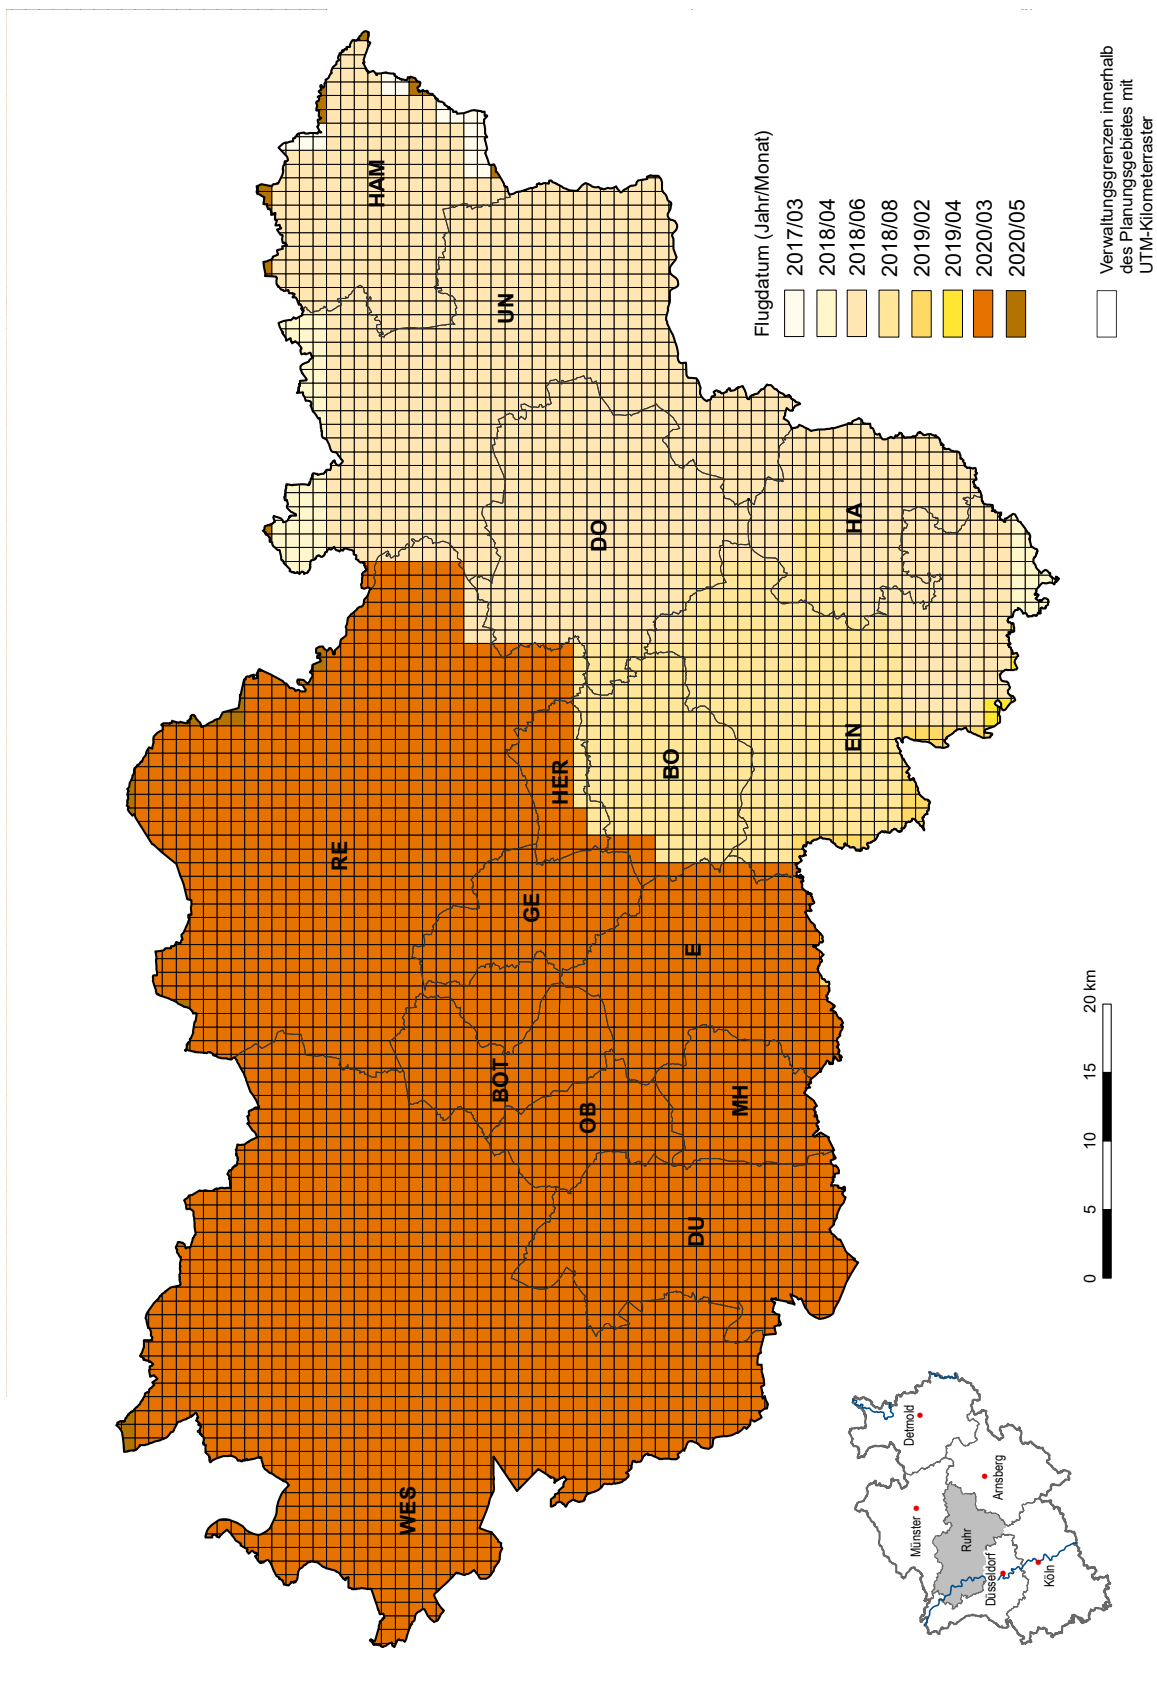 HAM
UN
DO
HA
RE
HER
BO
EN
GE
E
BOT
OB
MH
DU
WES
Flugdatum (Jahr/Monat)
2017/03
2018/04
2018/06
2018/08
2019/02
2019/04
2020/03
2020/05
Verwaltungsgrenzen innerhalb
des Planungsgebietes mit
UTM-Kilometerraster
0 5 10 15 20 km
Münster
Detmold
Ruhr
Arnsberg
Düsseldorf
Köln